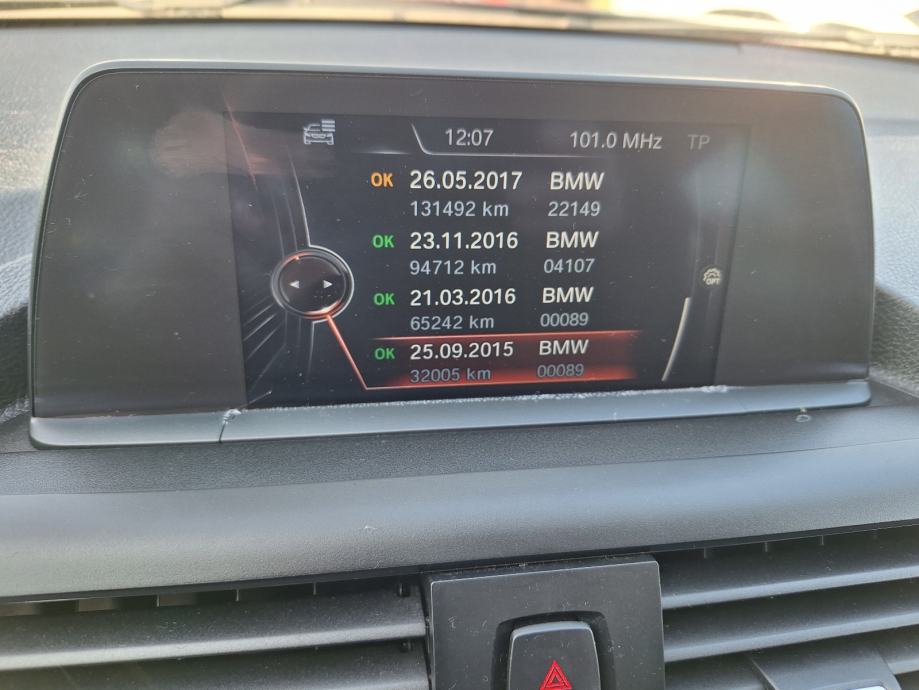 12:07 101.0 MHz TP
OK 26.05.2017 BMW
131492 km 22149
OK 23.11.2016 BMW
94712 km 04107
OK 21.03.2016 BMW
65242 km 00089
OPT
OK 25.09.2015 BMW
32005 km 00089